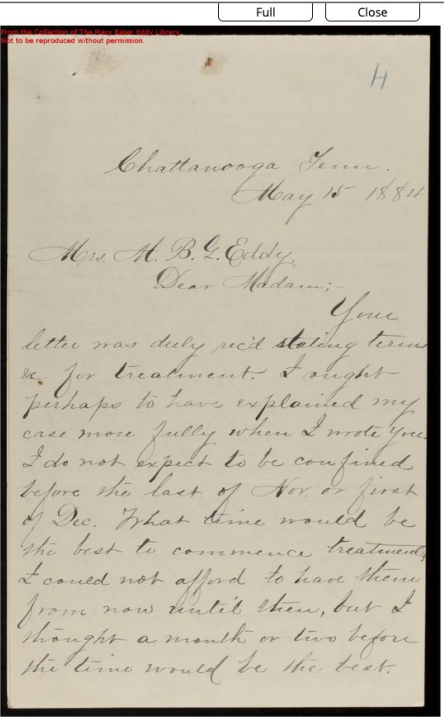 Full Close
From the Collection of The Mary Baker Eddy Library.
Not to be reproduced without permission.
H
Chattanooga Tenn.
May 15 1884
Mrs. M. B. G. Eddy,
Dear Madam;-
Your
letter was duly rec'd stating terms
&c. for treatment. I ought
perhaps to have explained my
case more fully when I wrote you.
I do not expect to be confined
before the last of Nov. or first
of Dec. What time would be
the best to commence treatment,
I could not afford to have them
from now until then, but I
thought a month or two before
the time would be the best.